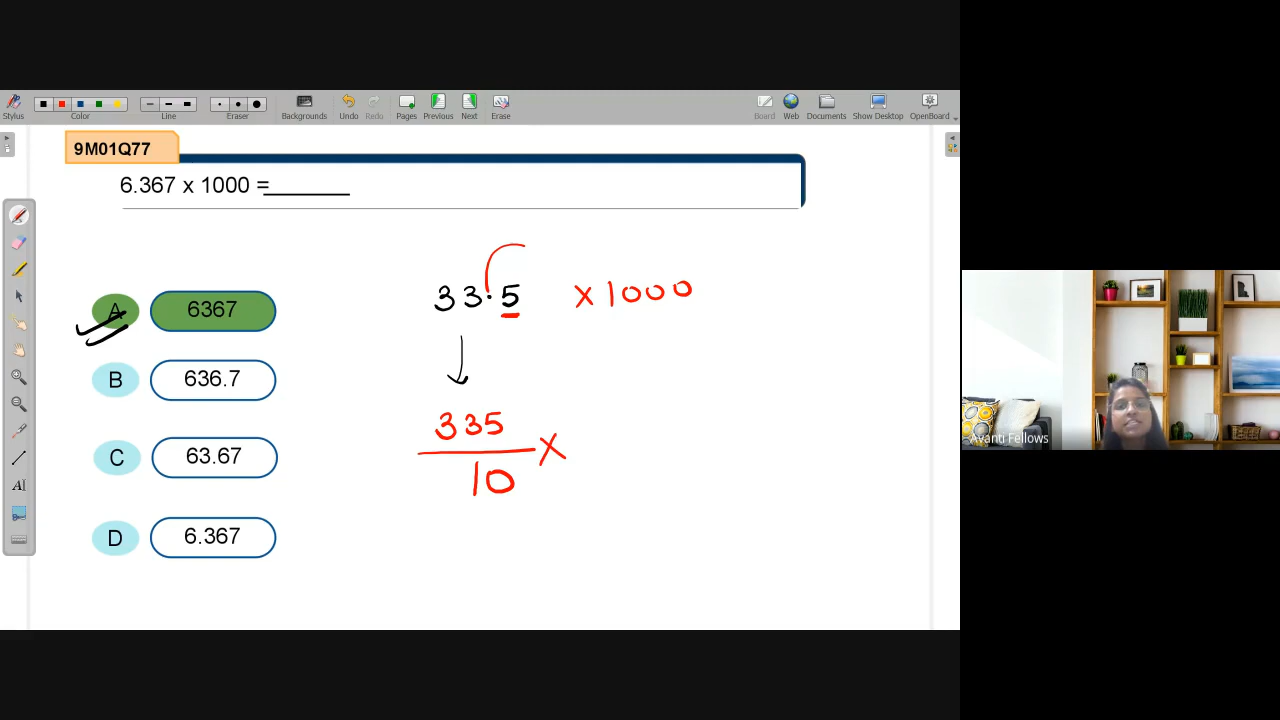 Stylus
Color
Line
Eraser
Backgrounds
Undo
Redo
Pages
Previous
Next
Erase
Board
Web
Documents
Show Desktop
OpenBoard
9M01Q77
6.367 x 1000 =_______
33.5 x 1000
A 6367
B 636.7
335
10 x
C 63.67
D 6.367
Avanti Fellows